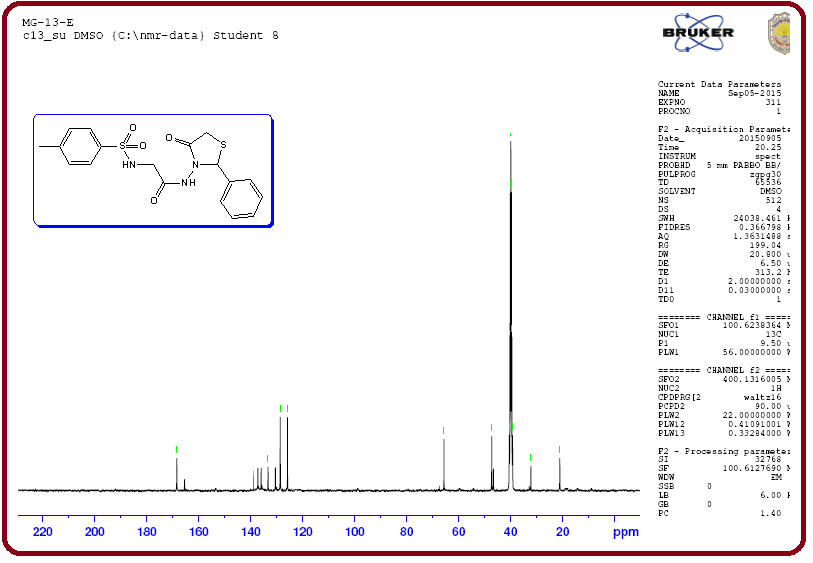 MG-13-E
c13_su DMSO {C:\nmr-data} Student 8
BRUKER
O
S
O
HN
O
NH
O
N
S
Current Data Parameters
NAME Sep05-2015
EXPNO 311
PROCNO 1
F2 - Acquisition Paramete
Date_ 20150905
Time 20.25
INSTRUM spect
PROBHD 5 mm PABBO BB/
PULPROG zgpg30
TD 65536
SOLVENT DMSO
NS 512
DS 4
SWH 24038.461 H
FIDRES 0.366798 H
AQ 1.3631488 s
RG 199.04
DW 20.800 u
DE 6.50 u
TE 313.2 K
D1 2.00000000 s
D11 0.03000000 s
TD0 1
======== CHANNEL f1 =====
SFO1 100.6238364 M
NUC1 13C
P1 9.50 u
PLW1 56.00000000 W
======== CHANNEL f2 =====
SFO2 400.1316005 M
NUC2 1H
CPDPRG[2 waltz16
PCPD2 90.00 u
PLW2 22.00000000 W
PLW12 0.41091001 W
PLW13 0.33284000 W
F2 - Processing parameter
SI 32768
SF 100.6127690 M
WDW EM
SSB 0
LB 6.00 H
GB 0
PC 1.40
220 200 180 160 140 120 100 80 60 40 20 ppm